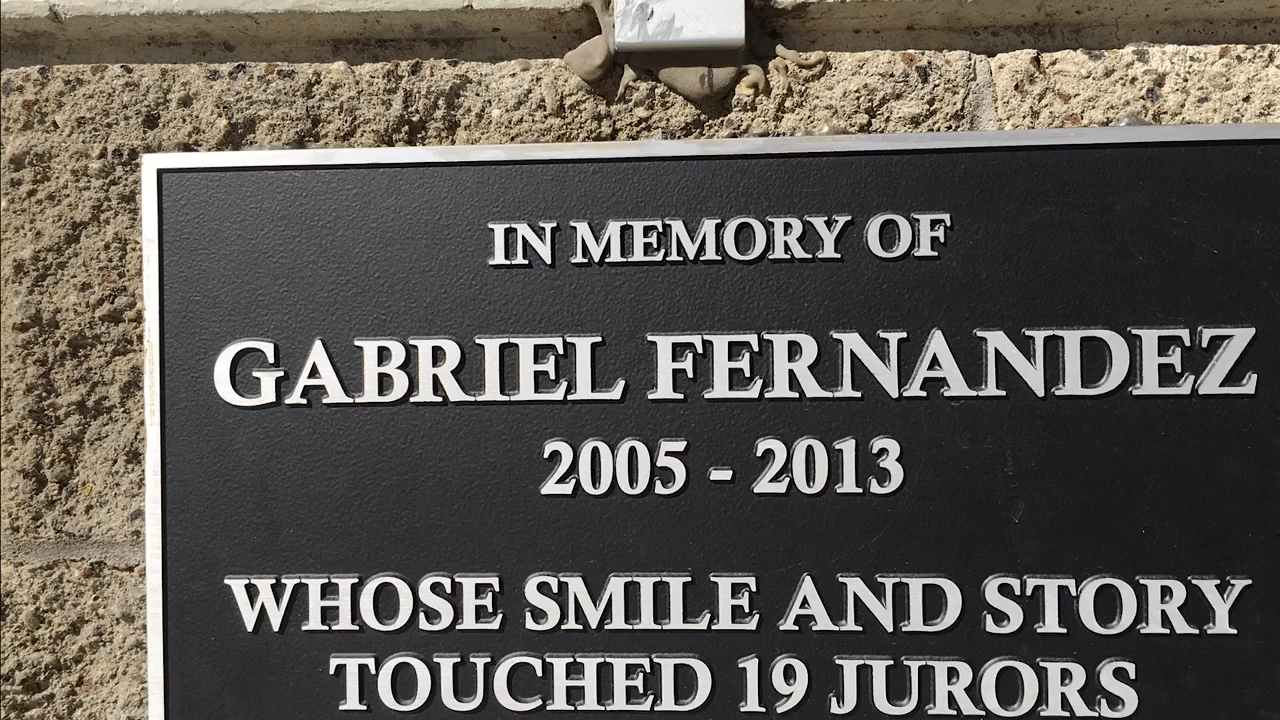 IN MEMORY OF
GABRIEL FERNANDEZ
2005 - 2013
WHOSE SMILE AND STORY
TOUCHED 19 JURORS